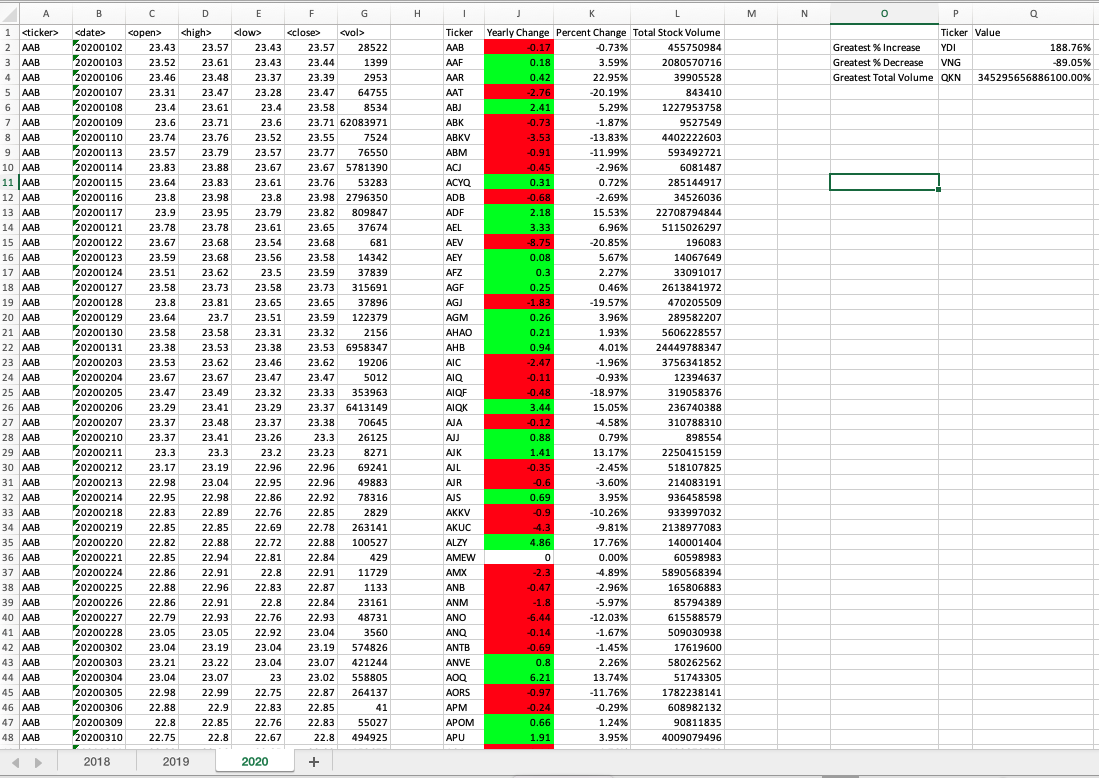 A B C D E F G H I J K L M N O P Q
1 <ticker> <date> <open> <high> <low> <close> <vol> Ticker Yearly Change Percent Change Total Stock Volume Ticker Value
2 AAB 20200102 23.43 23.57 23.43 23.57 28522 AAB -0.17 -0.73% 455750984 Greatest % Increase YDI 188.76%
3 AAB 20200103 23.52 23.61 23.43 23.44 1399 AAF 0.18 3.59% 2080570716 Greatest % Decrease VNG -89.05%
4 AAB 20200106 23.46 23.48 23.37 23.39 2953 AAR 0.42 22.95% 39905528 Greatest Total Volume QKN 345295656886100.00%
5 AAB 20200107 23.31 23.47 23.28 23.47 64755 AAT -2.76 -20.19% 843410
6 AAB 20200108 23.4 23.61 23.4 23.58 8534 ABJ 2.41 5.29% 1227953758
7 AAB 20200109 23.6 23.71 23.6 23.71 62083971 ABK -0.73 -1.87% 9527549
8 AAB 20200110 23.74 23.76 23.52 23.55 7524 ABKV -3.53 -13.83% 4402222603
9 AAB 20200113 23.57 23.79 23.57 23.77 76550 ABM -0.91 -11.99% 593492721
10 AAB 20200114 23.83 23.88 23.67 23.67 5781390 ACJ -0.45 -2.96% 6081487
11 AAB 20200115 23.64 23.83 23.61 23.76 53283 ACYQ 0.31 0.72% 285144917
12 AAB 20200116 23.8 23.98 23.8 23.98 2796350 ADB -0.68 -2.69% 34526036
13 AAB 20200117 23.9 23.95 23.79 23.82 809847 ADF 2.18 15.53% 22708794844
14 AAB 20200121 23.78 23.78 23.61 23.65 37674 AEL 3.33 6.96% 5115026297
15 AAB 20200122 23.67 23.68 23.54 23.68 681 AEV -8.75 -20.85% 196083
16 AAB 20200123 23.59 23.68 23.56 23.58 14342 AEY 0.08 5.67% 14067649
17 AAB 20200124 23.51 23.62 23.5 23.59 37839 AFZ 0.3 2.27% 33091017
18 AAB 20200127 23.58 23.73 23.58 23.73 315691 AGF 0.25 0.46% 2613841972
19 AAB 20200128 23.8 23.81 23.65 23.65 37896 AGJ -1.83 -19.57% 470205509
20 AAB 20200129 23.64 23.7 23.51 23.59 122379 AGM 0.26 3.96% 289582207
21 AAB 20200130 23.58 23.58 23.31 23.32 2156 AHAO 0.21 1.93% 5606228557
22 AAB 20200131 23.38 23.53 23.38 23.53 6958347 AHB 0.94 4.01% 24449788347
23 AAB 20200203 23.53 23.62 23.46 23.62 19206 AIC -2.47 -1.96% 3756341852
24 AAB 20200204 23.67 23.67 23.47 23.47 5012 AIQ -0.11 -0.93% 12394637
25 AAB 20200205 23.47 23.49 23.32 23.33 353963 AIQF -0.48 -18.97% 319058376
26 AAB 20200206 23.29 23.41 23.29 23.37 6413149 AIQK 3.44 15.05% 236740388
27 AAB 20200207 23.37 23.48 23.37 23.38 70645 AJA -0.12 -4.58% 310788310
28 AAB 20200210 23.37 23.41 23.26 23.3 26125 AJJ 0.88 0.79% 898554
29 AAB 20200211 23.3 23.3 23.2 23.23 8271 AJK 1.41 13.17% 2250415159
30 AAB 20200212 23.17 23.19 22.96 22.96 69241 AJL -0.35 -2.45% 518107825
31 AAB 20200213 22.98 23.04 22.95 22.96 49883 AJR -0.6 -3.60% 214083191
32 AAB 20200214 22.95 22.98 22.86 22.92 78316 AJS 0.69 3.95% 936458598
33 AAB 20200218 22.83 22.89 22.76 22.85 2829 AKKV -0.9 -10.26% 933997032
34 AAB 20200219 22.85 22.85 22.69 22.78 263141 AKUC -4.3 -9.81% 2138977083
35 AAB 20200220 22.82 22.88 22.72 22.88 100527 ALZY 4.86 17.76% 140001404
36 AAB 20200221 22.85 22.94 22.81 22.84 429 AMEW 0 0.00% 60598983
37 AAB 20200224 22.86 22.91 22.8 22.91 11729 AMX -2.3 -4.89% 5890568394
38 AAB 20200225 22.88 22.96 22.83 22.87 1133 ANB -0.47 -2.96% 165806883
39 AAB 20200226 22.86 22.91 22.8 22.84 23161 ANM -1.8 -5.97% 85794389
40 AAB 20200227 22.79 22.93 22.76 22.93 48731 ANO -6.44 -12.03% 615588579
41 AAB 20200228 23.05 23.05 22.92 23.04 3560 ANQ -0.14 -1.67% 509030938
42 AAB 20200302 23.04 23.19 23.04 23.19 574826 ANTB -0.69 -1.45% 17619600
43 AAB 20200303 23.21 23.22 23.04 23.07 421244 ANVE 0.8 2.26% 580262562
44 AAB 20200304 23.04 23.07 23 23.02 558805 AOQ 6.21 13.74% 51743305
45 AAB 20200305 22.98 22.99 22.75 22.87 264137 AORS -0.97 -11.76% 1782238141
46 AAB 20200306 22.88 22.9 22.83 22.85 41 APM -0.24 -0.29% 608982132
47 AAB 20200309 22.8 22.85 22.76 22.83 55027 APOM 0.66 1.24% 90811835
48 AAB 20200310 22.75 22.8 22.67 22.8 494925 APU 1.91 3.95% 4009079496
2018 2019 2020 +